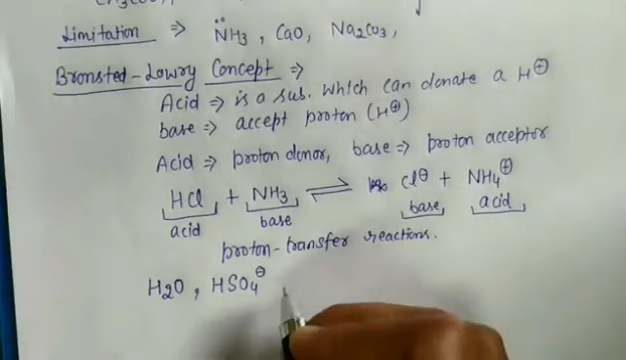 Limitation ⇒ N̈H3, CaO, Na2CO3,
Bronsted-Lowry Concept ⇒
Acid ⇒ is a sub. which can donate a H⊕
base ⇒ accept proton (H⊕)
Acid ⇒ proton donor, base ⇒ proton acceptor
HCl + NH3 ⇌ Cl⊖ + NH4⊕
acid base base acid
proton-transfer reactions.
H2O, HSO4⊖